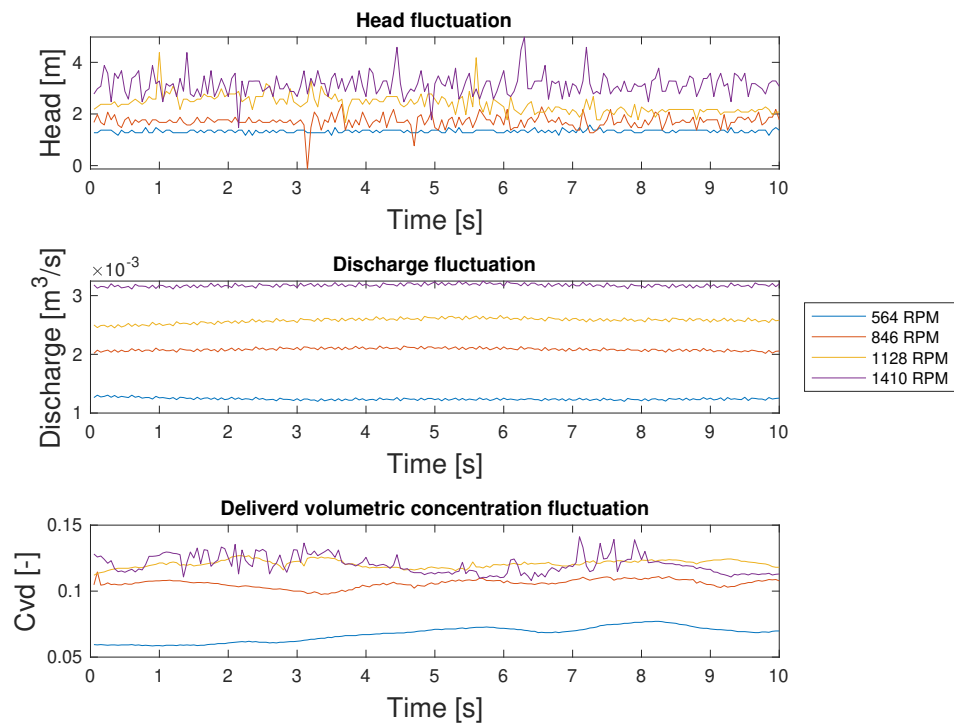 Head fluctuation
Head [m]
4
2
0
0 1 2 3 4 5 6 7 8 9 10
Time [s]
×10⁻³
Discharge fluctuation
Discharge [m³/s]
3
2
1
0 1 2 3 4 5 6 7 8 9 10
Time [s]
564 RPM
846 RPM
1128 RPM
1410 RPM
Deliverd volumetric concentration fluctuation
Cvd [-]
0.15
0.1
0.05
0 1 2 3 4 5 6 7 8 9 10
Time [s]